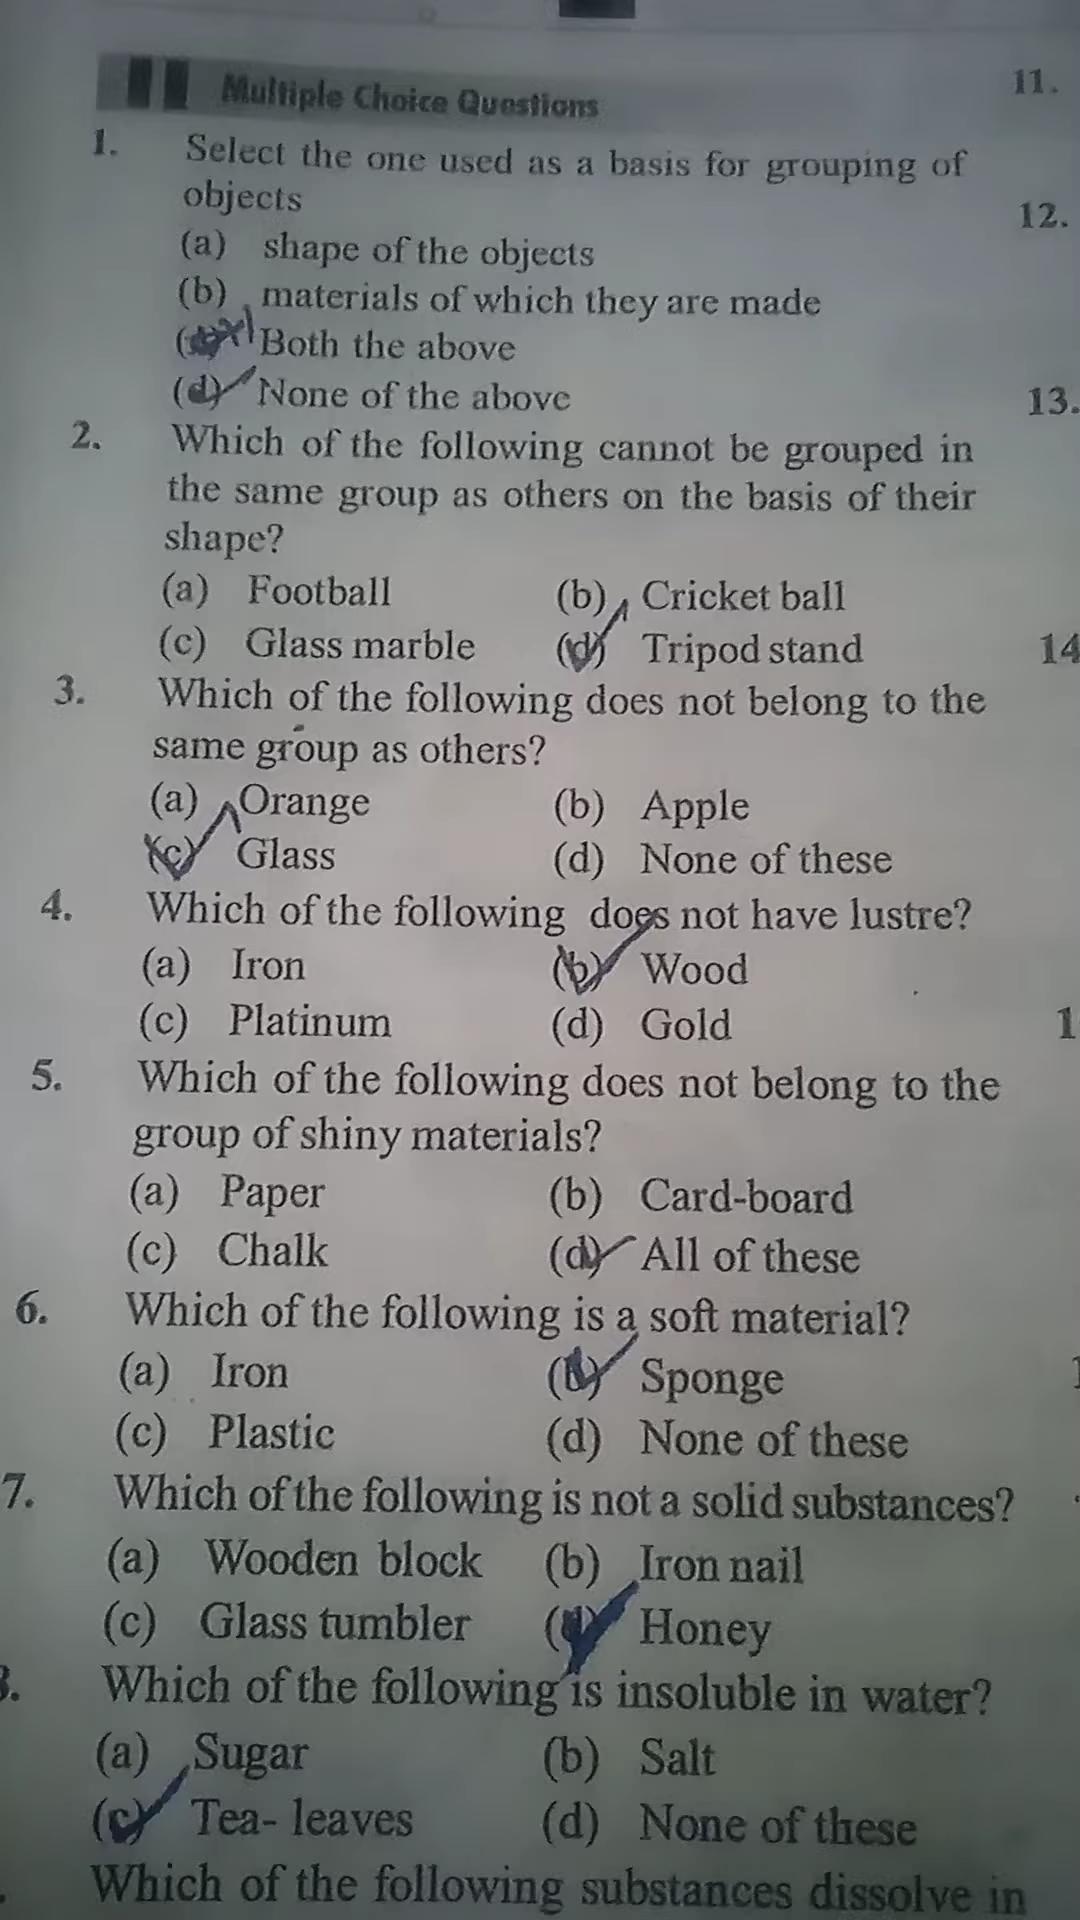 Multiple Choice Questions
11.
1. Select the one used as a basis for grouping of
objects
12.
(a) shape of the objects
(b) materials of which they are made
Both the above
(d) None of the above
13.
2. Which of the following cannot be grouped in
the same group as others on the basis of their
shape?
(a) Football (b) Cricket ball
(c) Glass marble (d) Tripod stand
14
3. Which of the following does not belong to the
same group as others?
(a) Orange (b) Apple
(c) Glass (d) None of these
4. Which of the following does not have lustre?
(a) Iron (b) Wood
(c) Platinum (d) Gold
1
5. Which of the following does not belong to the
group of shiny materials?
(a) Paper (b) Card-board
(c) Chalk (d) All of these
6. Which of the following is a soft material?
(a) Iron (b) Sponge
(c) Plastic (d) None of these
7. Which of the following is not a solid substances?
(a) Wooden block (b) Iron nail
(c) Glass tumbler (d) Honey
Which of the following is insoluble in water?
(a) Sugar (b) Salt
(c) Tea- leaves (d) None of these
Which of the following substances dissolve in